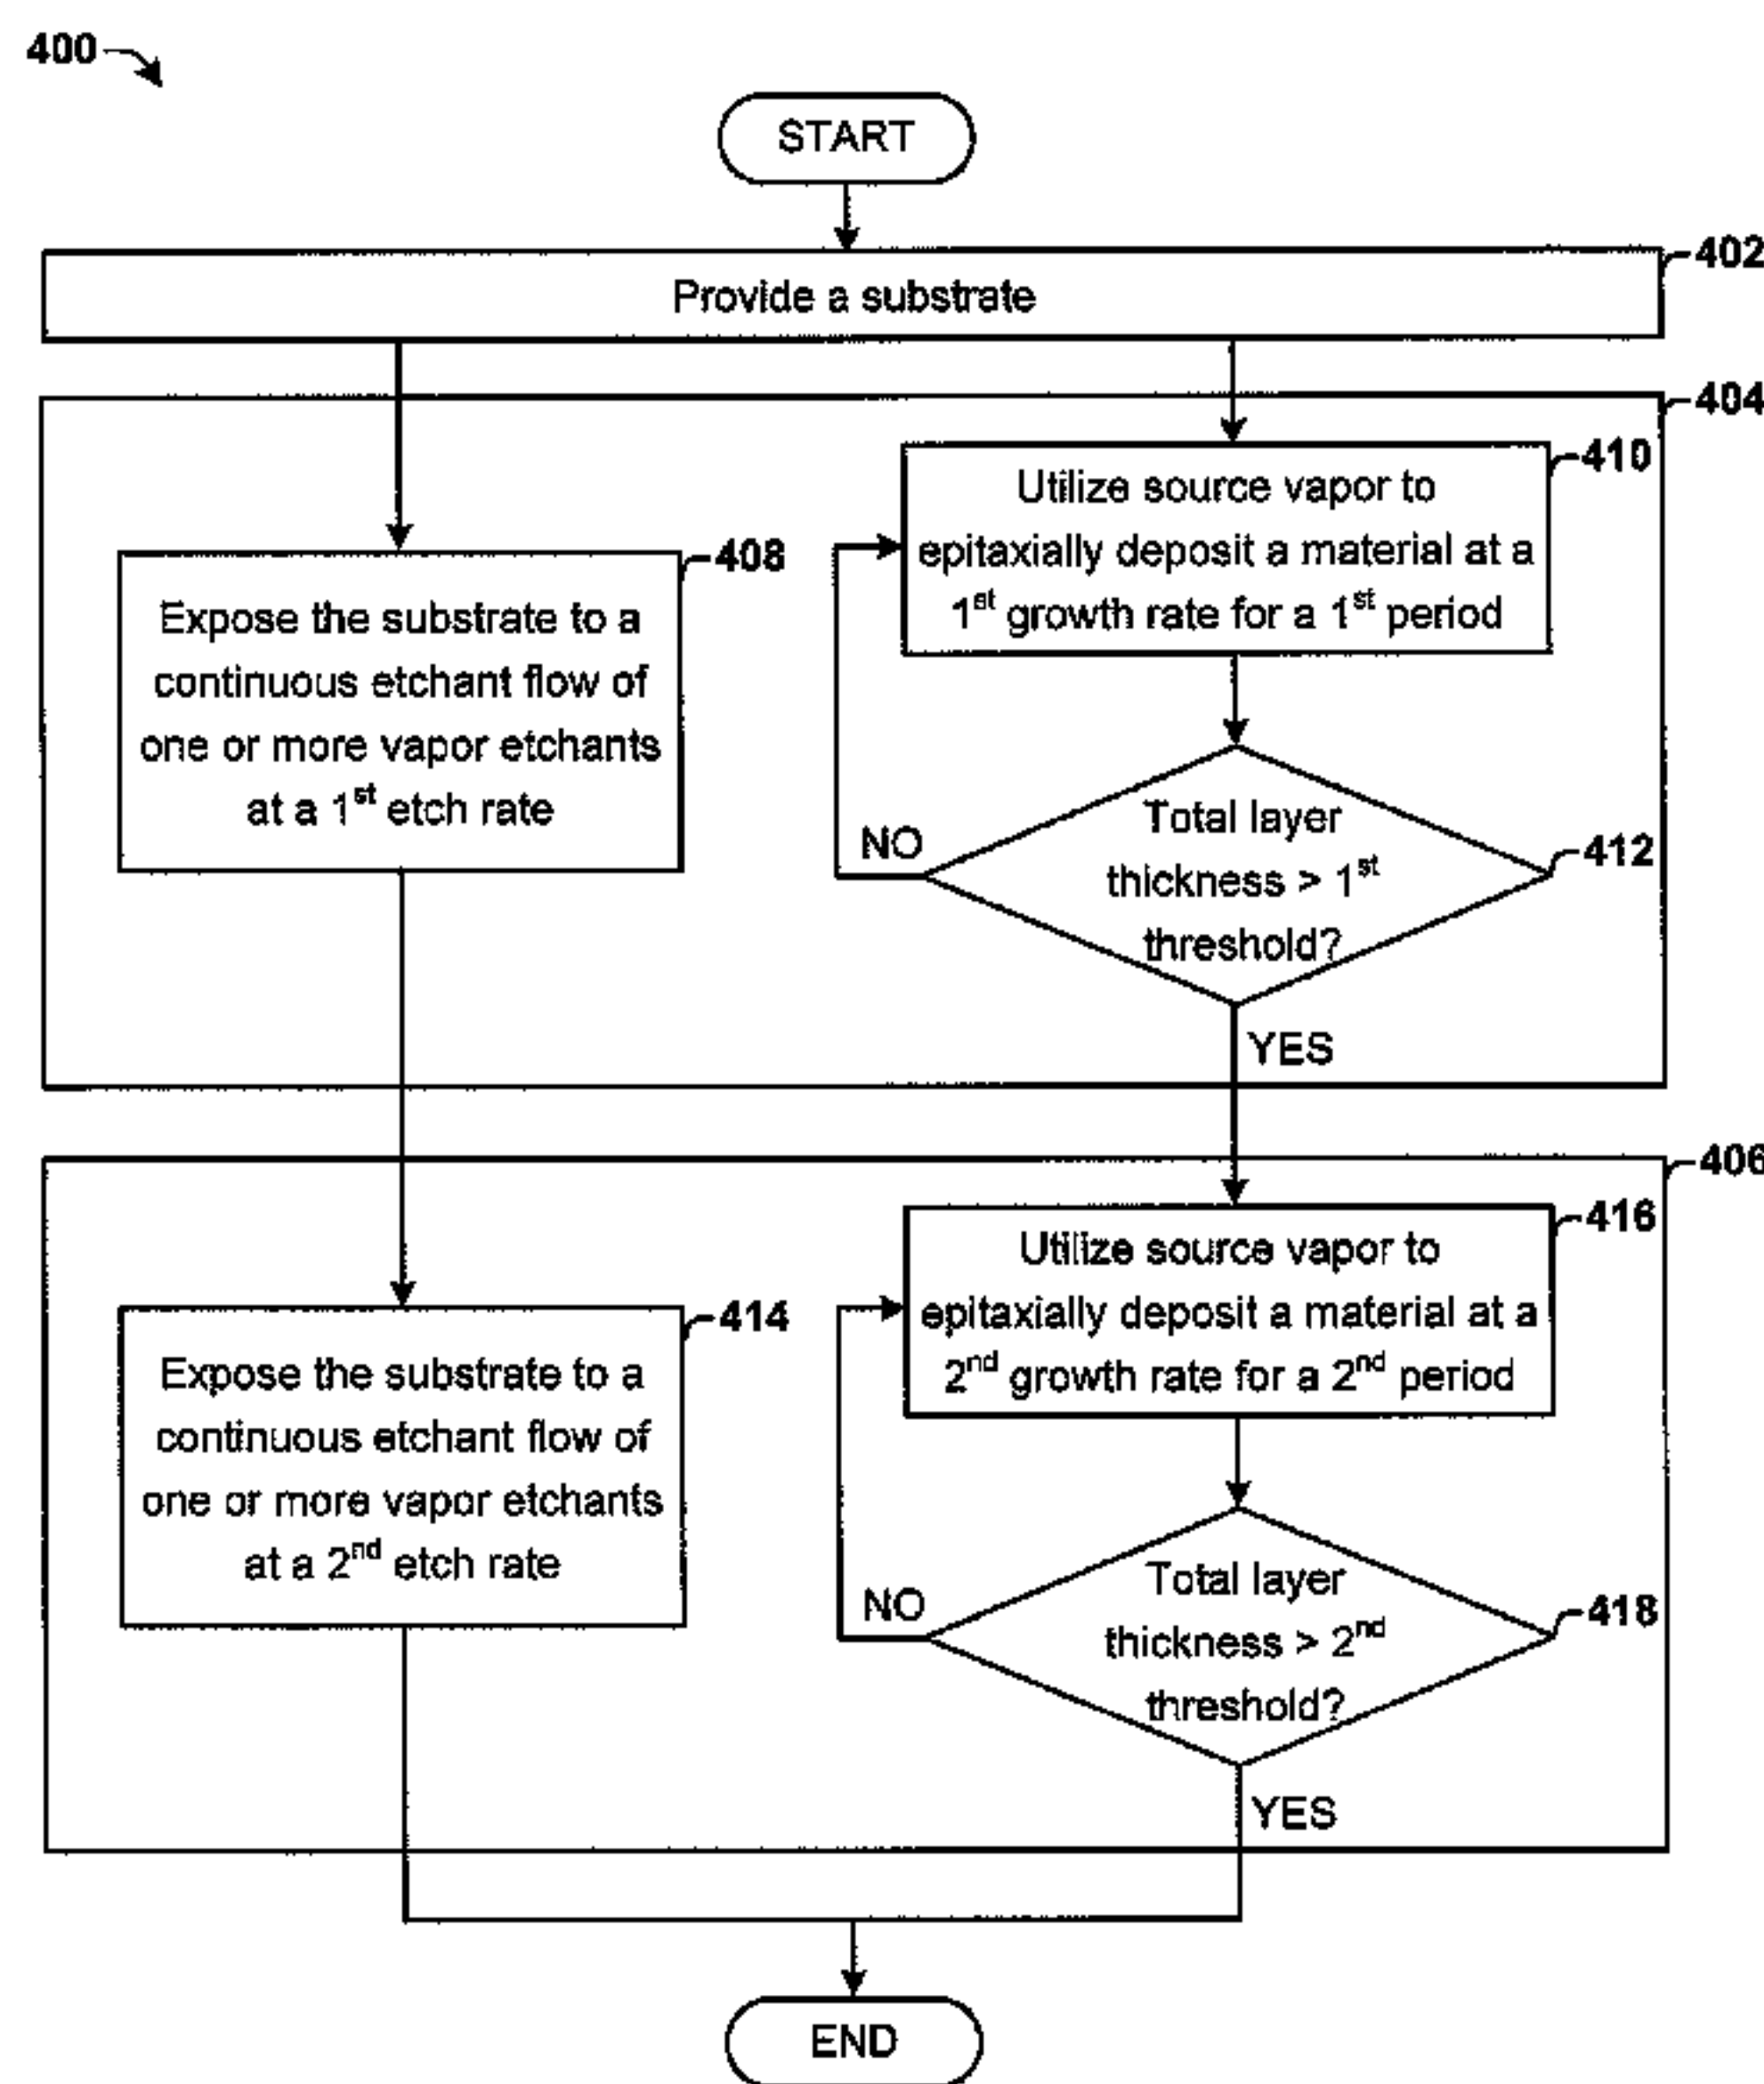 400
START
402
Provide a substrate
404
410
Utilize source vapor to
epitaxially deposit a material at a
1st growth rate for a 1st period
408
Expose the substrate to a
continuous etchant flow of
one or more vapor etchants
at a 1st etch rate
412
Total layer
thickness > 1st
threshold?
NO
YES
406
416
Utilize source vapor to
epitaxially deposit a material at a
2nd growth rate for a 2nd period
414
Expose the substrate to a
continuous etchant flow of
one or more vapor etchants
at a 2nd etch rate
418
Total layer
thickness > 2nd
threshold?
NO
YES
END